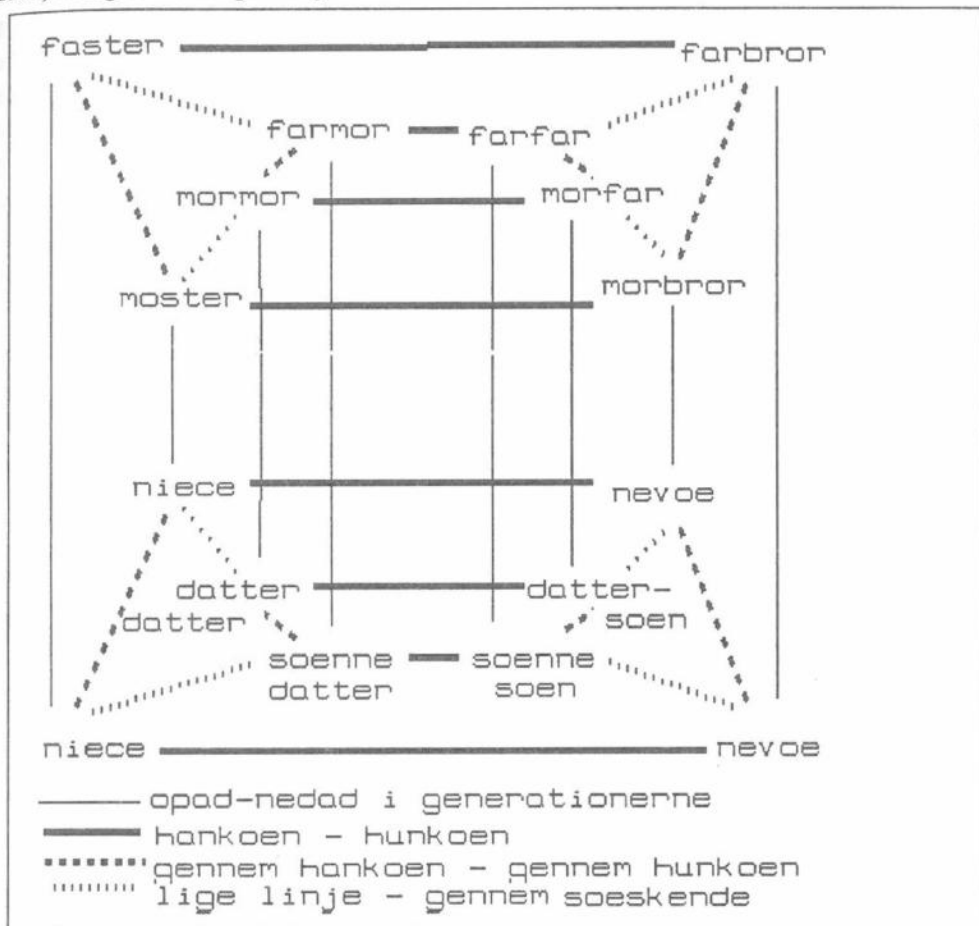 faster farbror
farmor farfar
mormor morfar
moster morbror
niece nevoe
datter datter-
datter soen
soenne soenne
datter soen
niece nevoe
opad-nedad i generationerne
hankoen - hunkoen
gennem hankoen - gennem hunkoen
lige linje - gennem soeskende